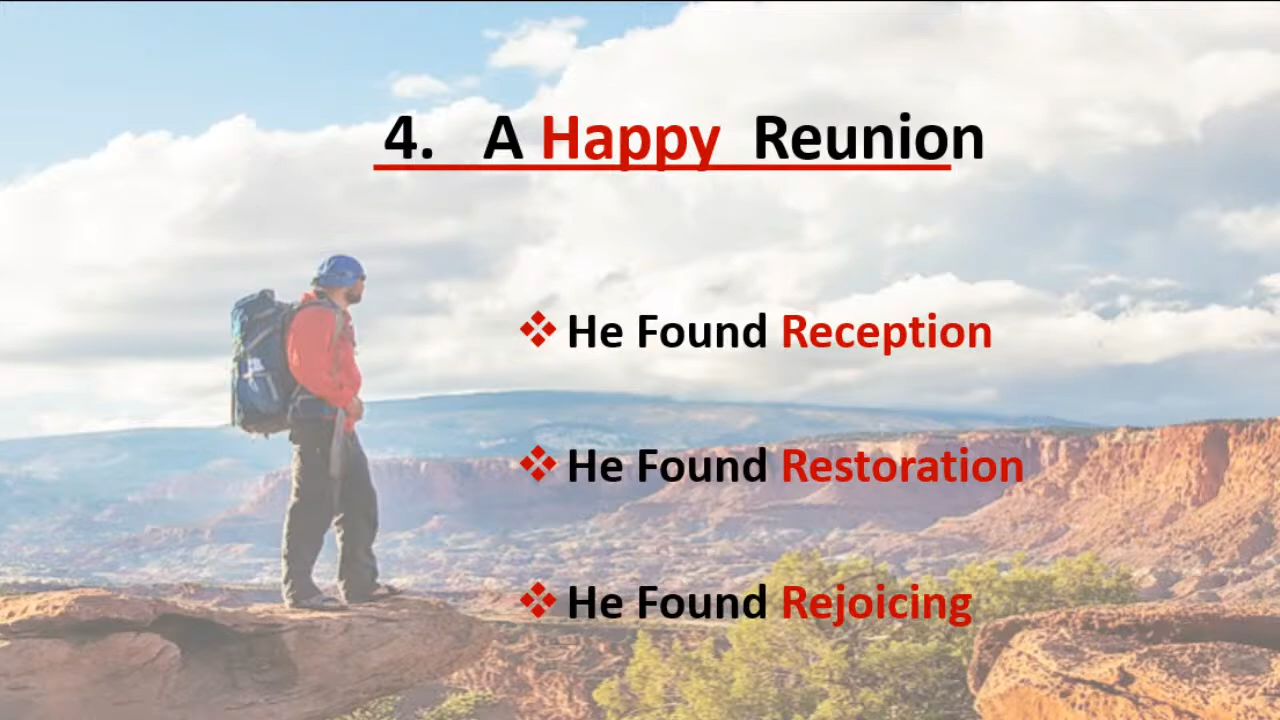 4. A Happy Reunion
❖ He Found Reception
❖ He Found Restoration
❖ He Found Rejoicing